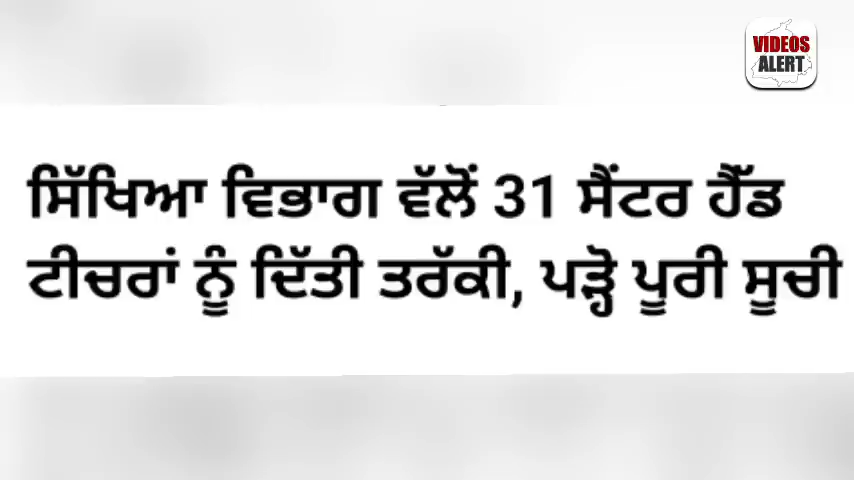 VIDEOS
ALERT
ਸਿੱਖਿਆ ਵਿਭਾਗ ਵੱਲੋਂ 31 ਸੈਂਟਰ ਹੈੱਡ
ਟੀਚਰਾਂ ਨੂੰ ਦਿੱਤੀ ਤਰੱਕੀ, ਪੜ੍ਹੋ ਪੂਰੀ ਸੂਚੀ